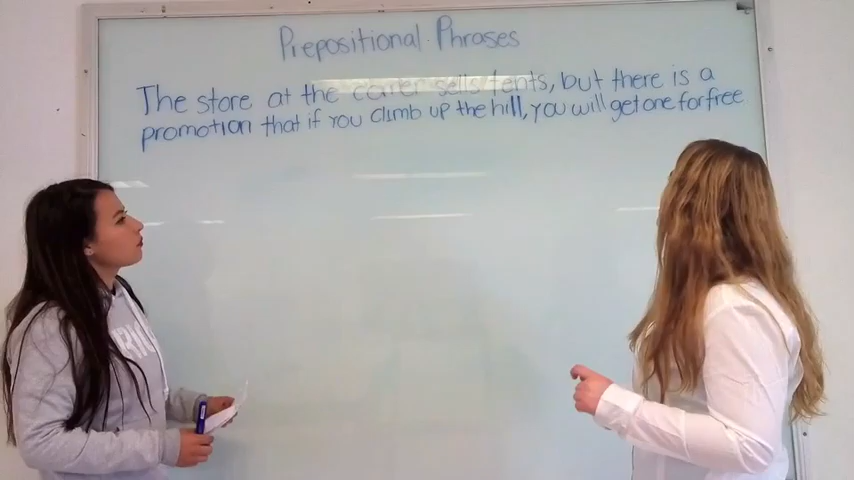 Prepositional Phrases
The store at the corner sells tents, but there is a
promotion that if you climb up the hill, you will get one for free